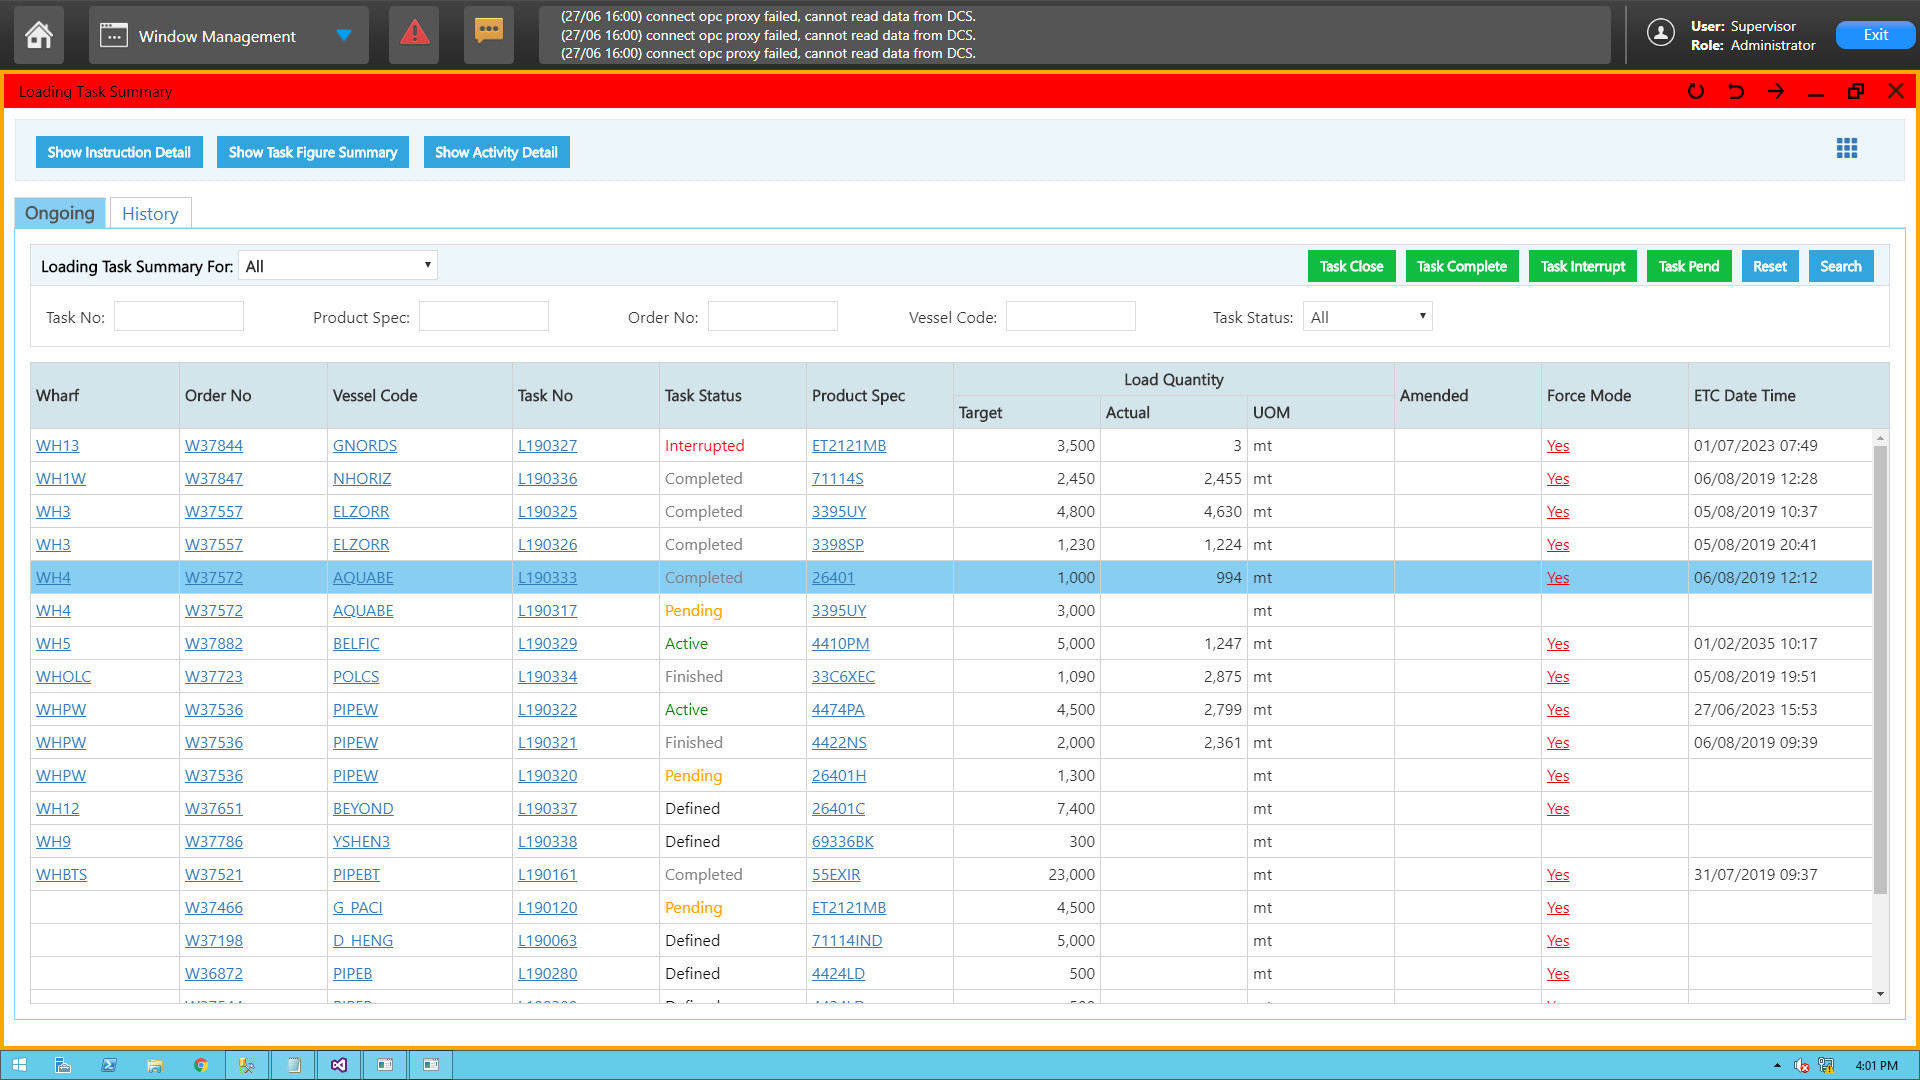 (27/06 16:00) connect opc proxy failed, cannot read data from DCS.
(27/06 16:00) connect opc proxy failed, cannot read data from DCS.
(27/06 16:00) connect opc proxy failed, cannot read data from DCS.
Window Management
User: Supervisor
Role: Administrator
Exit
Loading Task Summary
Show Instruction Detail Show Task Figure Summary Show Activity Detail
Ongoing History
Loading Task Summary For: All Task Close Task Complete Task Interrupt Task Pend Reset Search
Task No: Product Spec: Order No: Vessel Code: Task Status: All
Wharf Order No Vessel Code Task No Task Status Product Spec Load Quantity Amended Force Mode ETC Date Time
Target Actual UOM
WH13 W37844 GNORDS L190327 Interrupted ET2121MB 3,500 3 mt Yes 01/07/2023 07:49
WH1W W37847 NHORIZ L190336 Completed 71114S 2,450 2,455 mt Yes 06/08/2019 12:28
WH3 W37557 ELZORR L190325 Completed 3395UY 4,800 4,630 mt Yes 05/08/2019 10:37
WH3 W37557 ELZORR L190326 Completed 3398SP 1,230 1,224 mt Yes 05/08/2019 20:41
WH4 W37572 AQUABE L190333 Completed 26401 1,000 994 mt Yes 06/08/2019 12:12
WH4 W37572 AQUABE L190317 Pending 3395UY 3,000 mt
WH5 W37882 BELFIC L190329 Active 4410PM 5,000 1,247 mt Yes 01/02/2035 10:17
WHOLC W37723 POLCS L190334 Finished 33C6XEC 1,090 2,875 mt Yes 05/08/2019 19:51
WHPW W37536 PIPEW L190322 Active 4474PA 4,500 2,799 mt Yes 27/06/2023 15:53
WHPW W37536 PIPEW L190321 Finished 4422NS 2,000 2,361 mt Yes 06/08/2019 09:39
WHPW W37536 PIPEW L190320 Pending 26401H 1,300 mt Yes
WH12 W37651 BEYOND L190337 Defined 26401C 7,400 mt Yes
WH9 W37786 YSHEN3 L190338 Defined 69336BK 300 mt
WHBTS W37521 PIPEBT L190161 Completed 55EXIR 23,000 mt Yes 31/07/2019 09:37
W37466 G_PACI L190120 Pending ET2121MB 4,500 mt Yes
W37198 D_HENG L190063 Defined 71114IND 5,000 mt Yes
W36872 PIPEB L190280 Defined 4424LD 500 mt Yes
4:01 PM